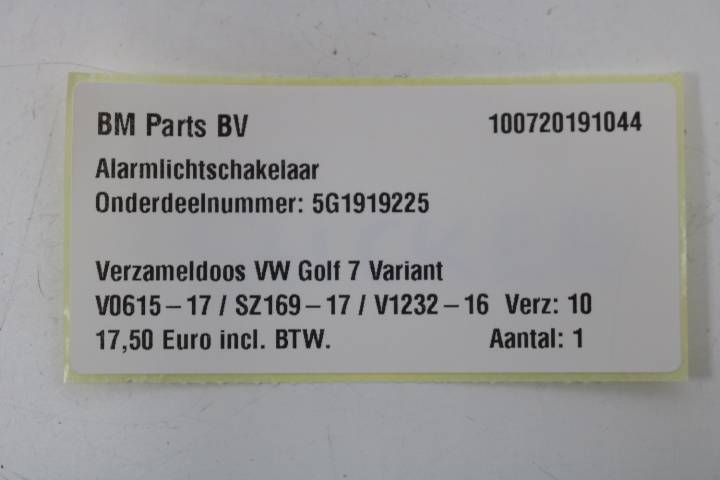 BM Parts BV 100720191044
Alarmlichtschakelaar
Onderdeelnummer: 5G1919225
Verzameldoos VW Golf 7 Variant
V0615 – 17 / SZ169 – 17 / V1232 – 16 Verz: 10
17,50 Euro incl. BTW. Aantal: 1